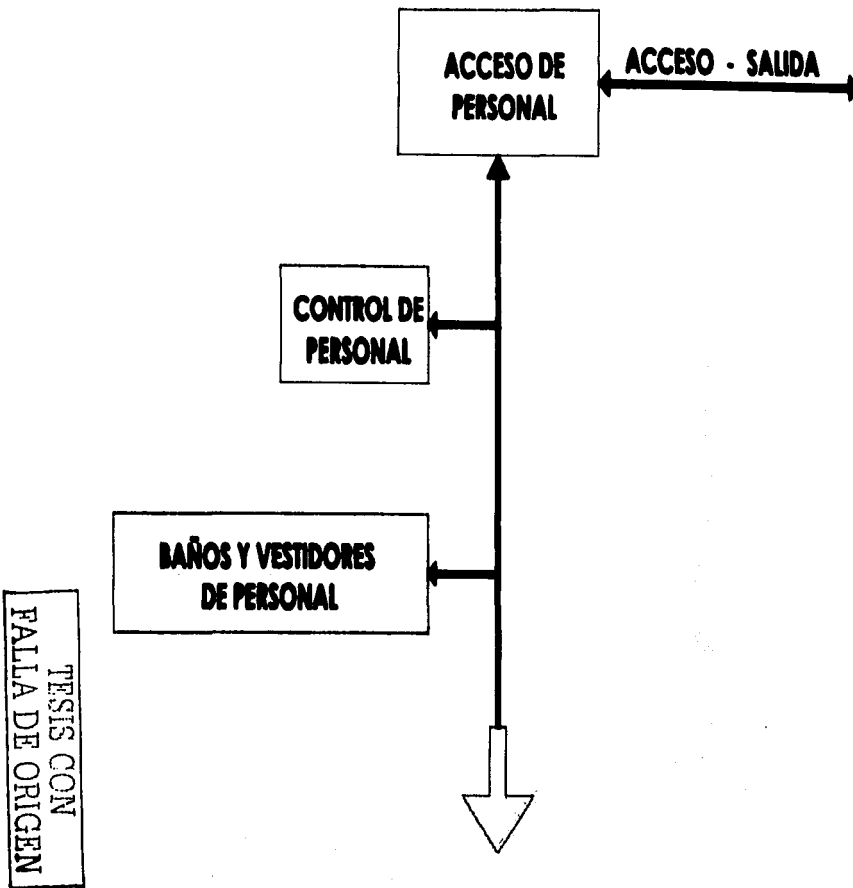 ACCESO DE
PERSONAL
ACCESO - SALIDA
CONTROL DE
PERSONAL
BAÑOS Y VESTIDORES
DE PERSONAL
TESIS CON
FALLA DE ORIGEN